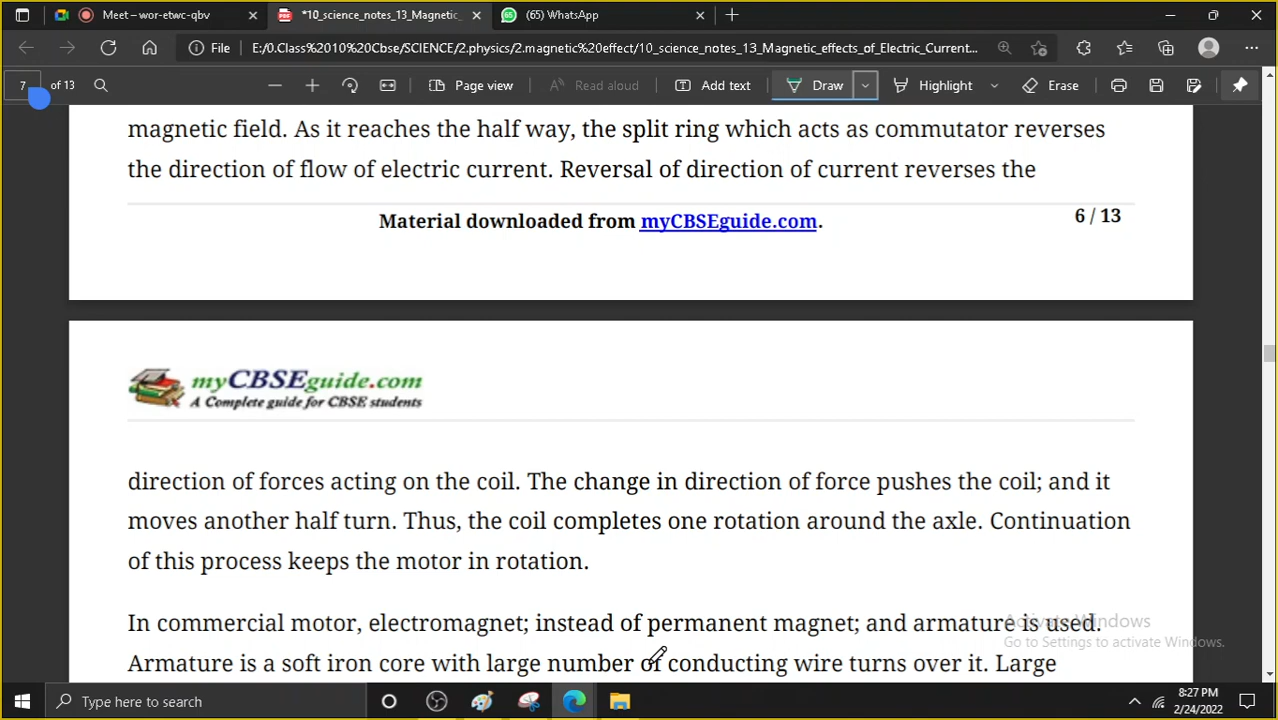 Meet – wor-etwc-qbv
*10_science_notes_13_Magnetic_
(65) WhatsApp
File
E:/0.Class%2010%20Cbse/SCIENCE/2.physics/2.magnetic%20effect/10_science_notes_13_Magnetic_effects_of_Electric_Current...
7 of 13
Page view
Read aloud
Add text
Draw
Highlight
Erase
magnetic field. As it reaches the half way, the split ring which acts as commutator reverses
the direction of flow of electric current. Reversal of direction of current reverses the
Material downloaded from myCBSEguide.com.
6 / 13
myCBSEguide.com
A Complete guide for CBSE students
direction of forces acting on the coil. The change in direction of force pushes the coil; and it
moves another half turn. Thus, the coil completes one rotation around the axle. Continuation
of this process keeps the motor in rotation.
In commercial motor, electromagnet; instead of permanent magnet; and armature is used.
Armature is a soft iron core with large number of conducting wire turns over it. Large
Activate Windows
Go to Settings to activate Windows.
Type here to search
8:27 PM
2/24/2022